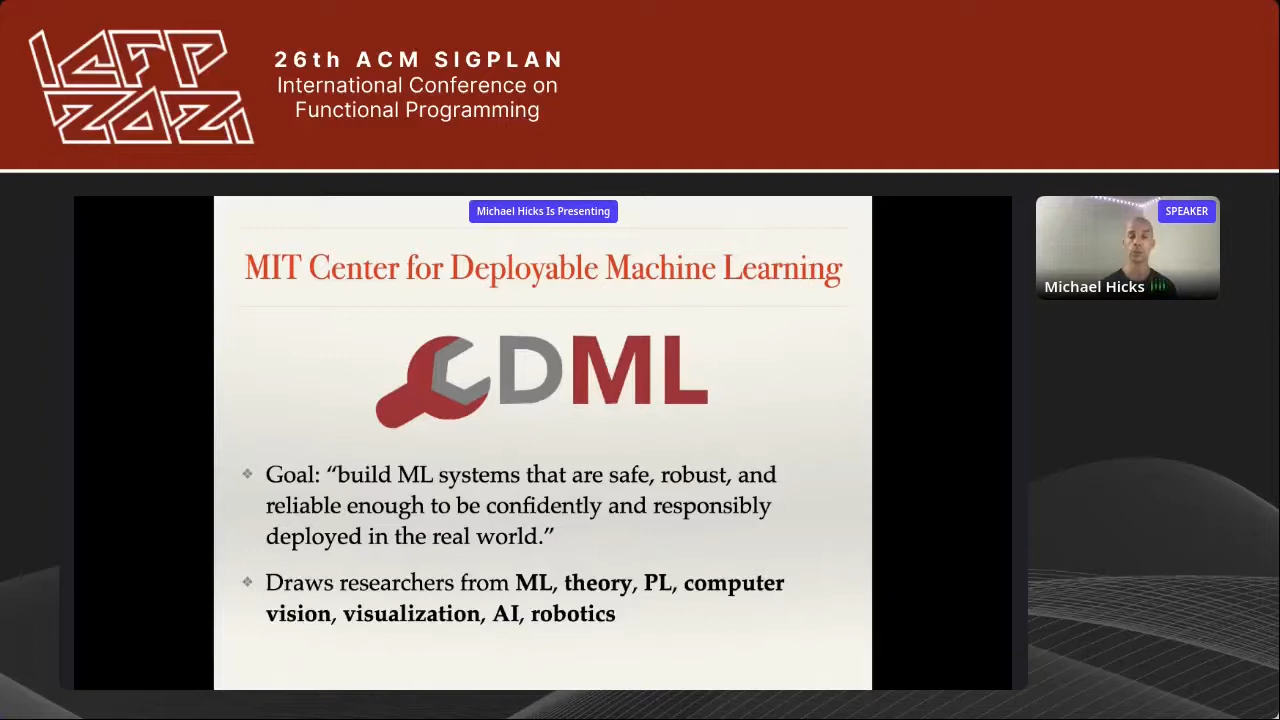 ICFP
2021
26th ACM SIGPLAN
International Conference on
Functional Programming
Michael Hicks Is Presenting
SPEAKER
Michael Hicks
MIT Center for Deployable Machine Learning
CDML
Goal: “build ML systems that are safe, robust, and
reliable enough to be confidently and responsibly
deployed in the real world.”
Draws researchers from ML, theory, PL, computer
vision, visualization, AI, robotics